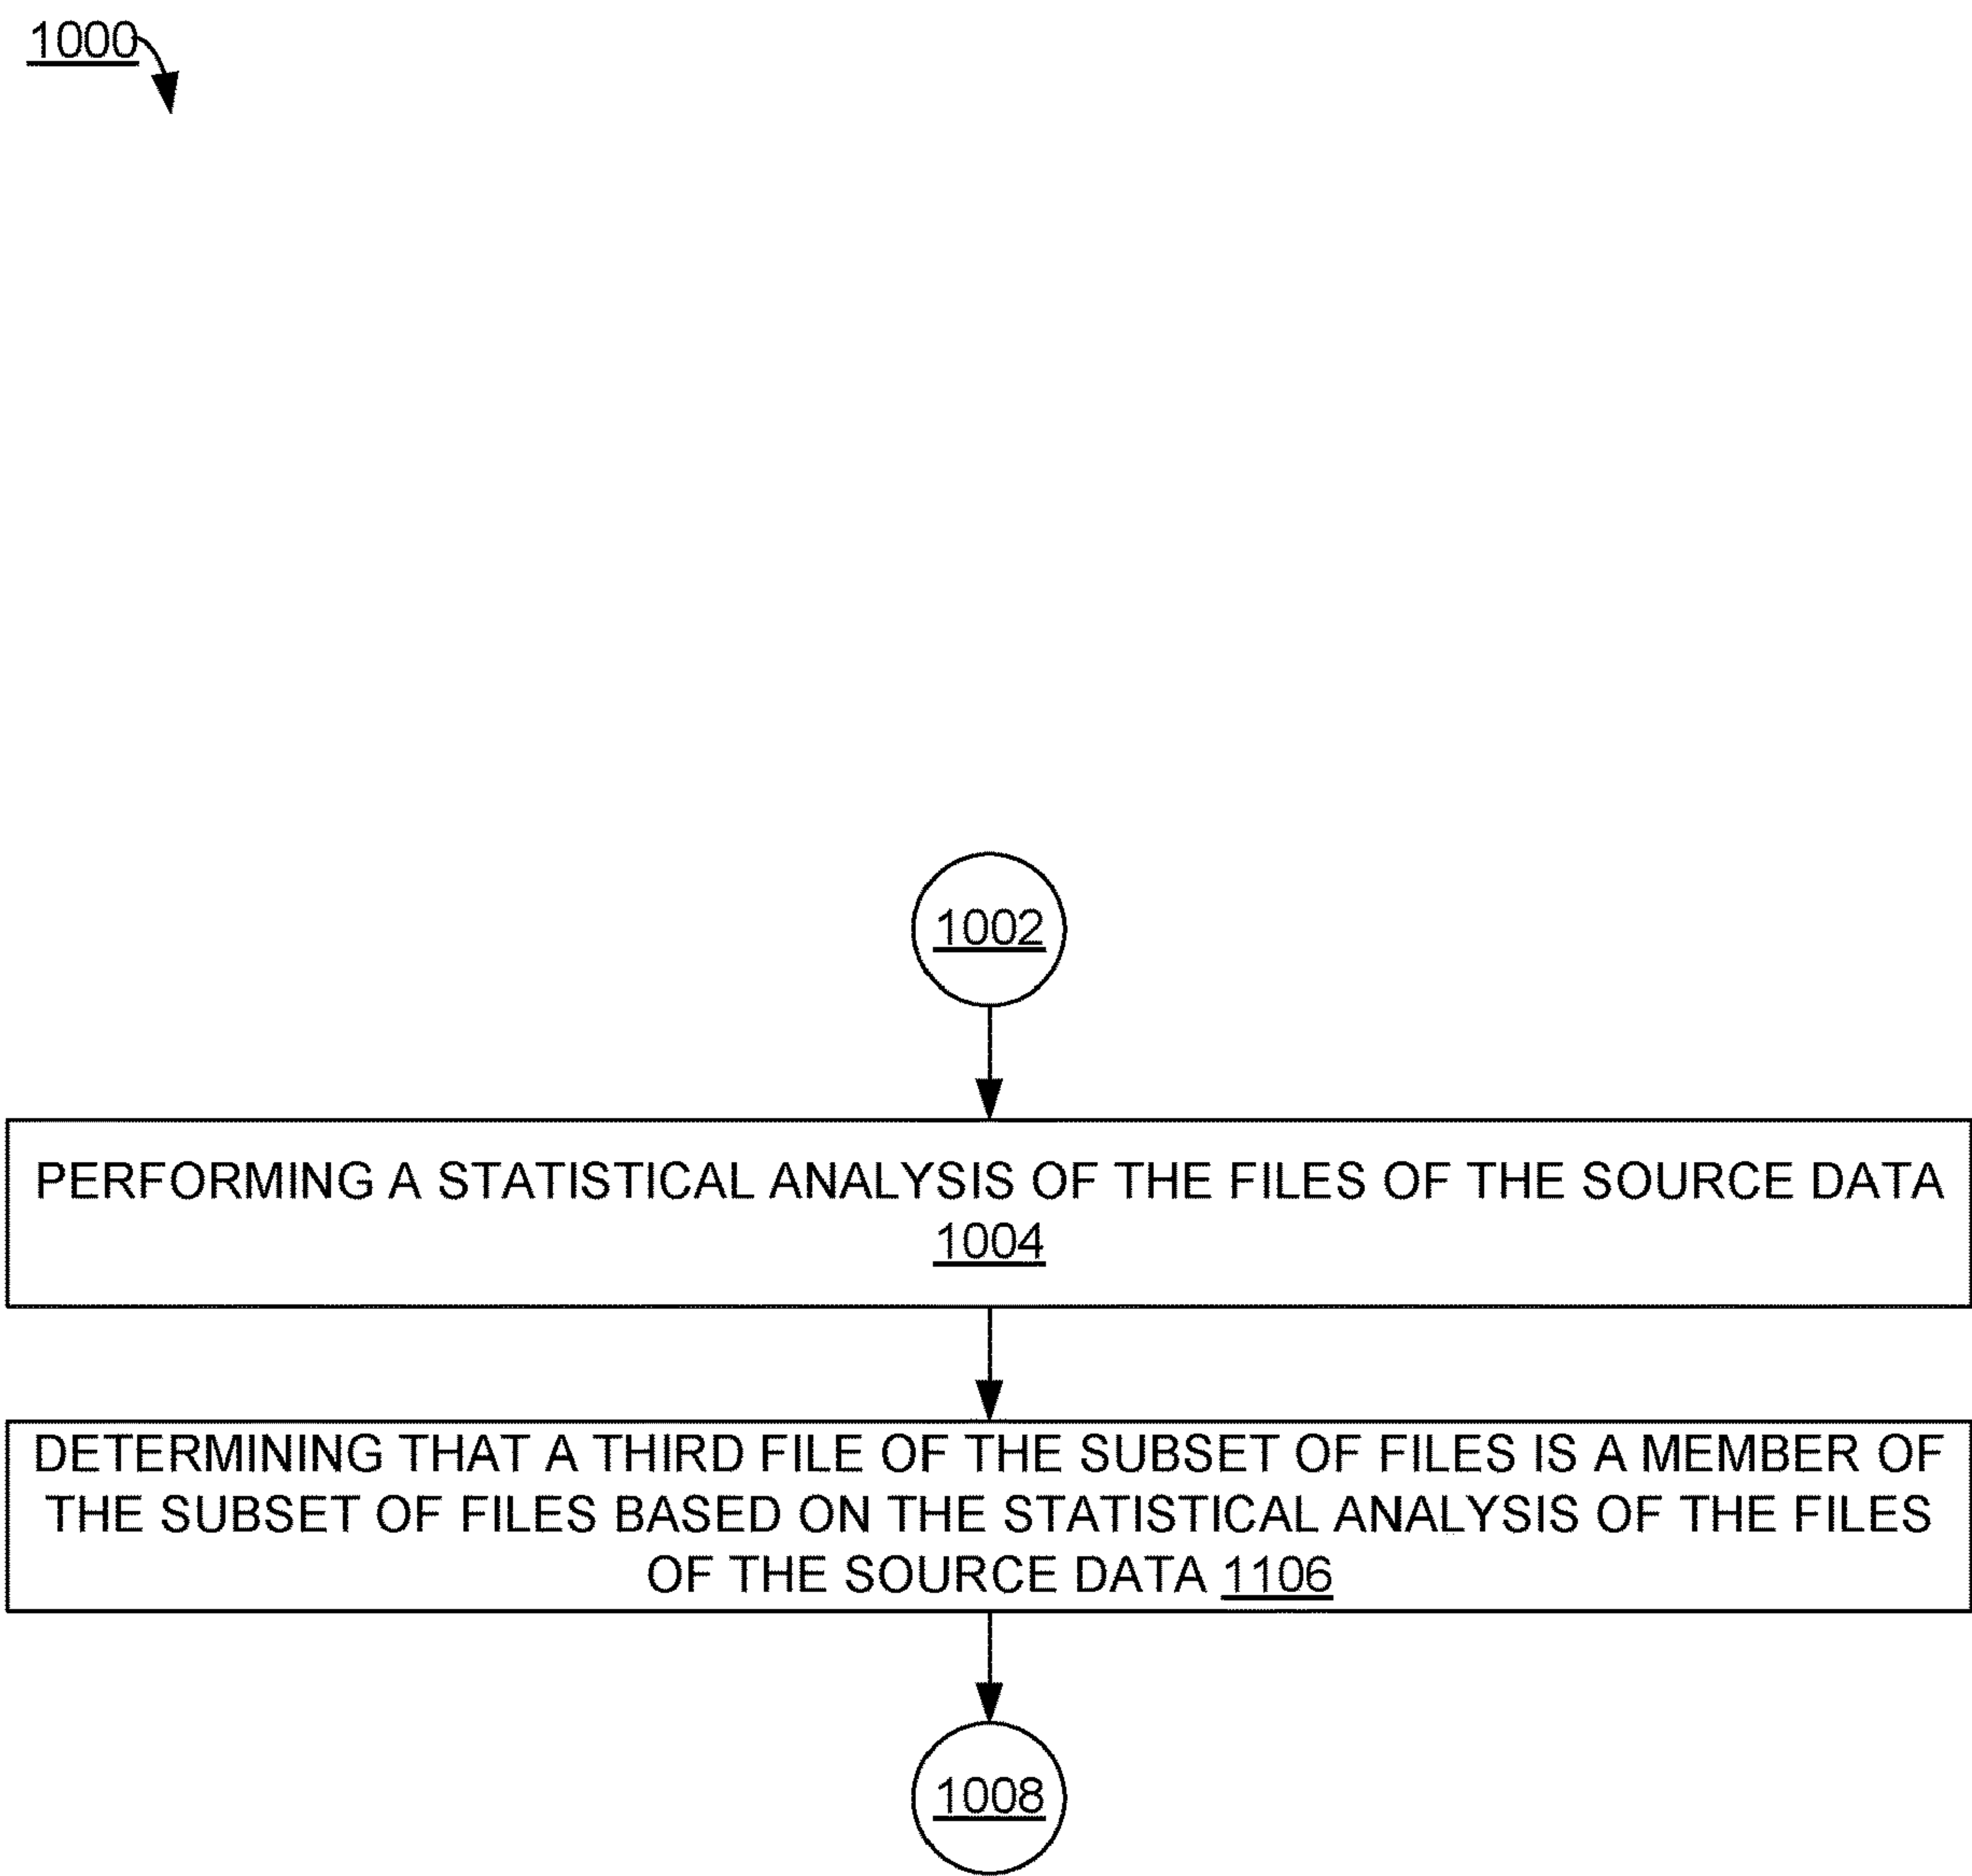 1000
1002
PERFORMING A STATISTICAL ANALYSIS OF THE FILES OF THE SOURCE DATA
1004
DETERMINING THAT A THIRD FILE OF THE SUBSET OF FILES IS A MEMBER OF
THE SUBSET OF FILES BASED ON THE STATISTICAL ANALYSIS OF THE FILES
OF THE SOURCE DATA 1106
1008